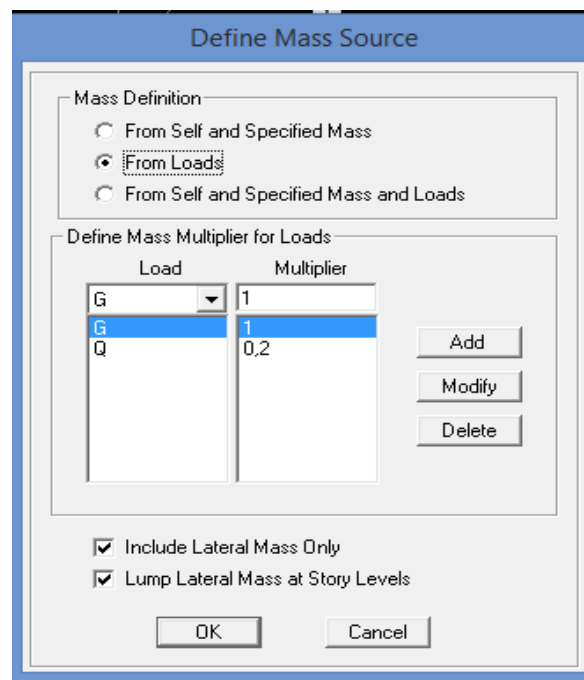 Define Mass Source
Mass Definition
From Self and Specified Mass
From Loads
From Self and Specified Mass and Loads
Define Mass Multiplier for Loads
Load Multiplier
G 1
G 1
Q 0,2
Add
Modify
Delete
Include Lateral Mass Only
Lump Lateral Mass at Story Levels
OK Cancel